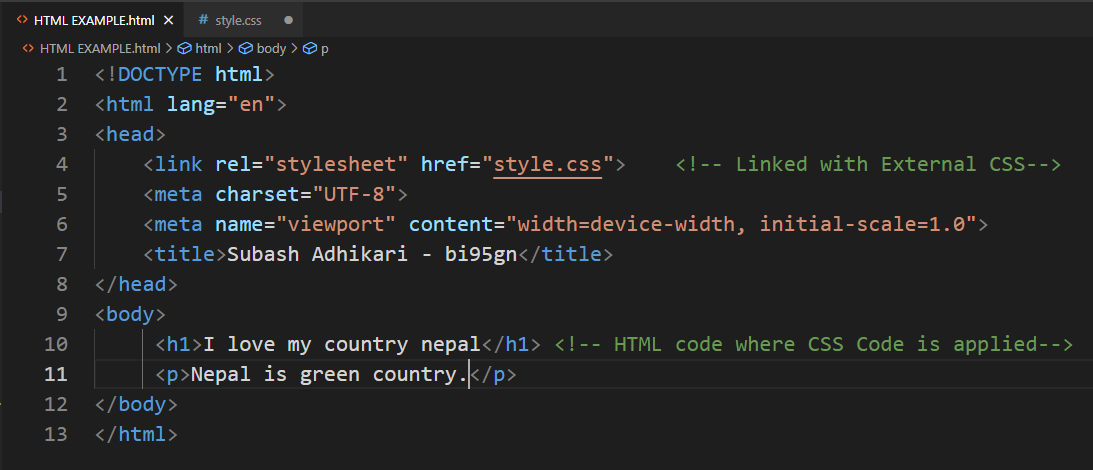 HTML EXAMPLE.html × # style.css
HTML EXAMPLE.html > html > body > p
1 <!DOCTYPE html>
2 <html lang="en">
3 <head>
4 <link rel="stylesheet" href="style.css"> <!-- Linked with External CSS-->
5 <meta charset="UTF-8">
6 <meta name="viewport" content="width=device-width, initial-scale=1.0">
7 <title>Subash Adhikari - bi95gn</title>
8 </head>
9 <body>
10 <h1>I love my country nepal</h1> <!-- HTML code where CSS Code is applied-->
11 <p>Nepal is green country.</p>
12 </body>
13 </html>